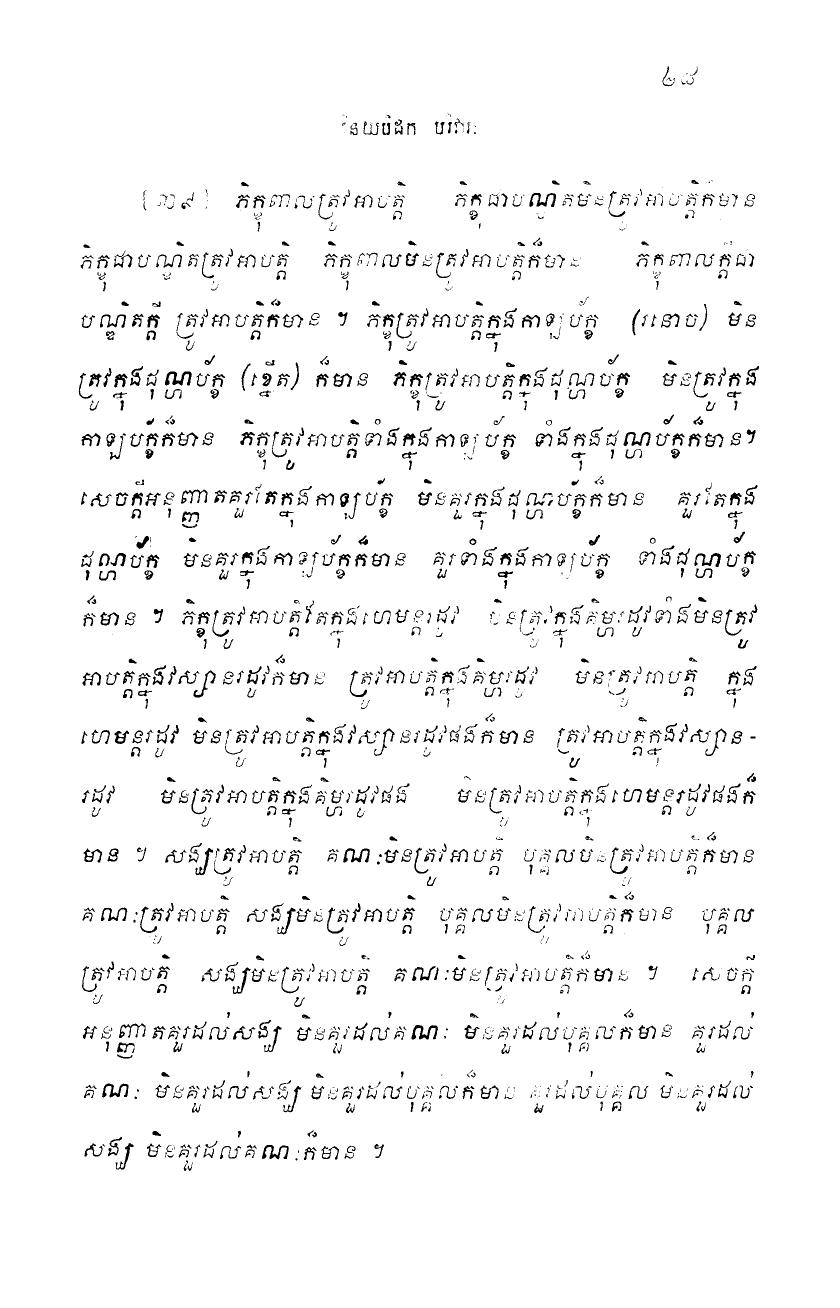 ២៨
វិនយបិដក បរិវារៈ
[៣៩] ភិក្ខុពាលត្រូវអាបត្តិ ភិក្ខុជាបណ្ឌិតមិនត្រូវអាបត្តិក៏មាន
ភិក្ខុជាបណ្ឌិតត្រូវអាបត្តិ ភិក្ខុពាលមិនត្រូវអាបត្តិក៏មាន ភិក្ខុពាលក្តីជា
បណ្ឌិតក្តី ត្រូវអាបត្តិក៏មាន ។ ភិក្ខុត្រូវអាបត្តិក្នុងកាឡប័ក្ខ (រនោច) មិន
ត្រូវក្នុងជុណ្ហប័ក្ខ (ខ្នើត) ក៏មាន ភិក្ខុត្រូវអាបត្តិក្នុងជុណ្ហប័ក្ខ មិនត្រូវក្នុង
កាឡបក្ខ័ក៏មាន ភិក្ខុត្រូវអាបត្តិទាំងក្នុងកាឡប័ក្ខ ទាំងក្នុងជុណ្ហប័ក្ខក៏មាន។
សេចក្តីអនុញ្ញាតគួរតែក្នុងកាឡបក្ខ័ មិនគួរក្នុងជុណ្ហបក្ខ័ក៏មាន គួរតែក្នុង
ជុណ្ហប័ក្ខ មិនគួរក្នុងកាឡប័ក្ខក៏មាន គួរទាំងក្នុងកាឡប័ក្ខ ទាំងជុណ្ហប័ក្ខ
ក៏មាន ។ ភិក្ខុត្រូវអាបត្តិតែក្នុងហេមន្តរដូវ មិនត្រូវក្នុងគិម្ហរដូវទាំងមិនត្រូវ
អាបត្តិក្នុងវស្សានរដូវក៏មាន ត្រូវអាបត្តិក្នុងគិម្ហរដូវ មិនត្រូវអាបត្តិ ក្នុង
ហេមន្តរដូវ មិនត្រូវអាបត្តិក្នុងវស្សានរដូវផងក៏មាន ត្រូវអាបត្តិក្នុងវស្សាន-
រដូវ មិនត្រូវអាបត្តិក្នុងគិម្ហរដូវផង មិនត្រូវអាបត្តិក្នុងហេមន្តរដូវផងក៏
មាន ។ សង្ឃត្រូវអាបត្តិ គណៈមិនត្រូវអាបត្តិ បុគ្គលមិនត្រូវអាបត្តិក៏មាន
គណៈត្រូវអាបត្តិ សង្ឃមិនត្រូវអាបត្តិ បុគ្គលមិនត្រូវអាបត្តិក៏មាន បុគ្គល
ត្រូវអាបត្តិ សង្ឃមិនត្រូវអាបត្តិ គណៈមិនត្រូវអាបត្តិក៏មាន ។ សេចក្តី
អនុញ្ញាតគួរដល់សង្ឃ មិនគួរដល់គណៈ មិនគួរដល់បុគ្គលក៏មាន គួរដល់
គណៈ មិនគួរដល់សង្ឃ មិនគួរដល់បុគ្គលក៏មាន គួរដល់បុគ្គល មិនគួរដល់
សង្ឃ មិនគួរដល់គណៈក៏មាន ។